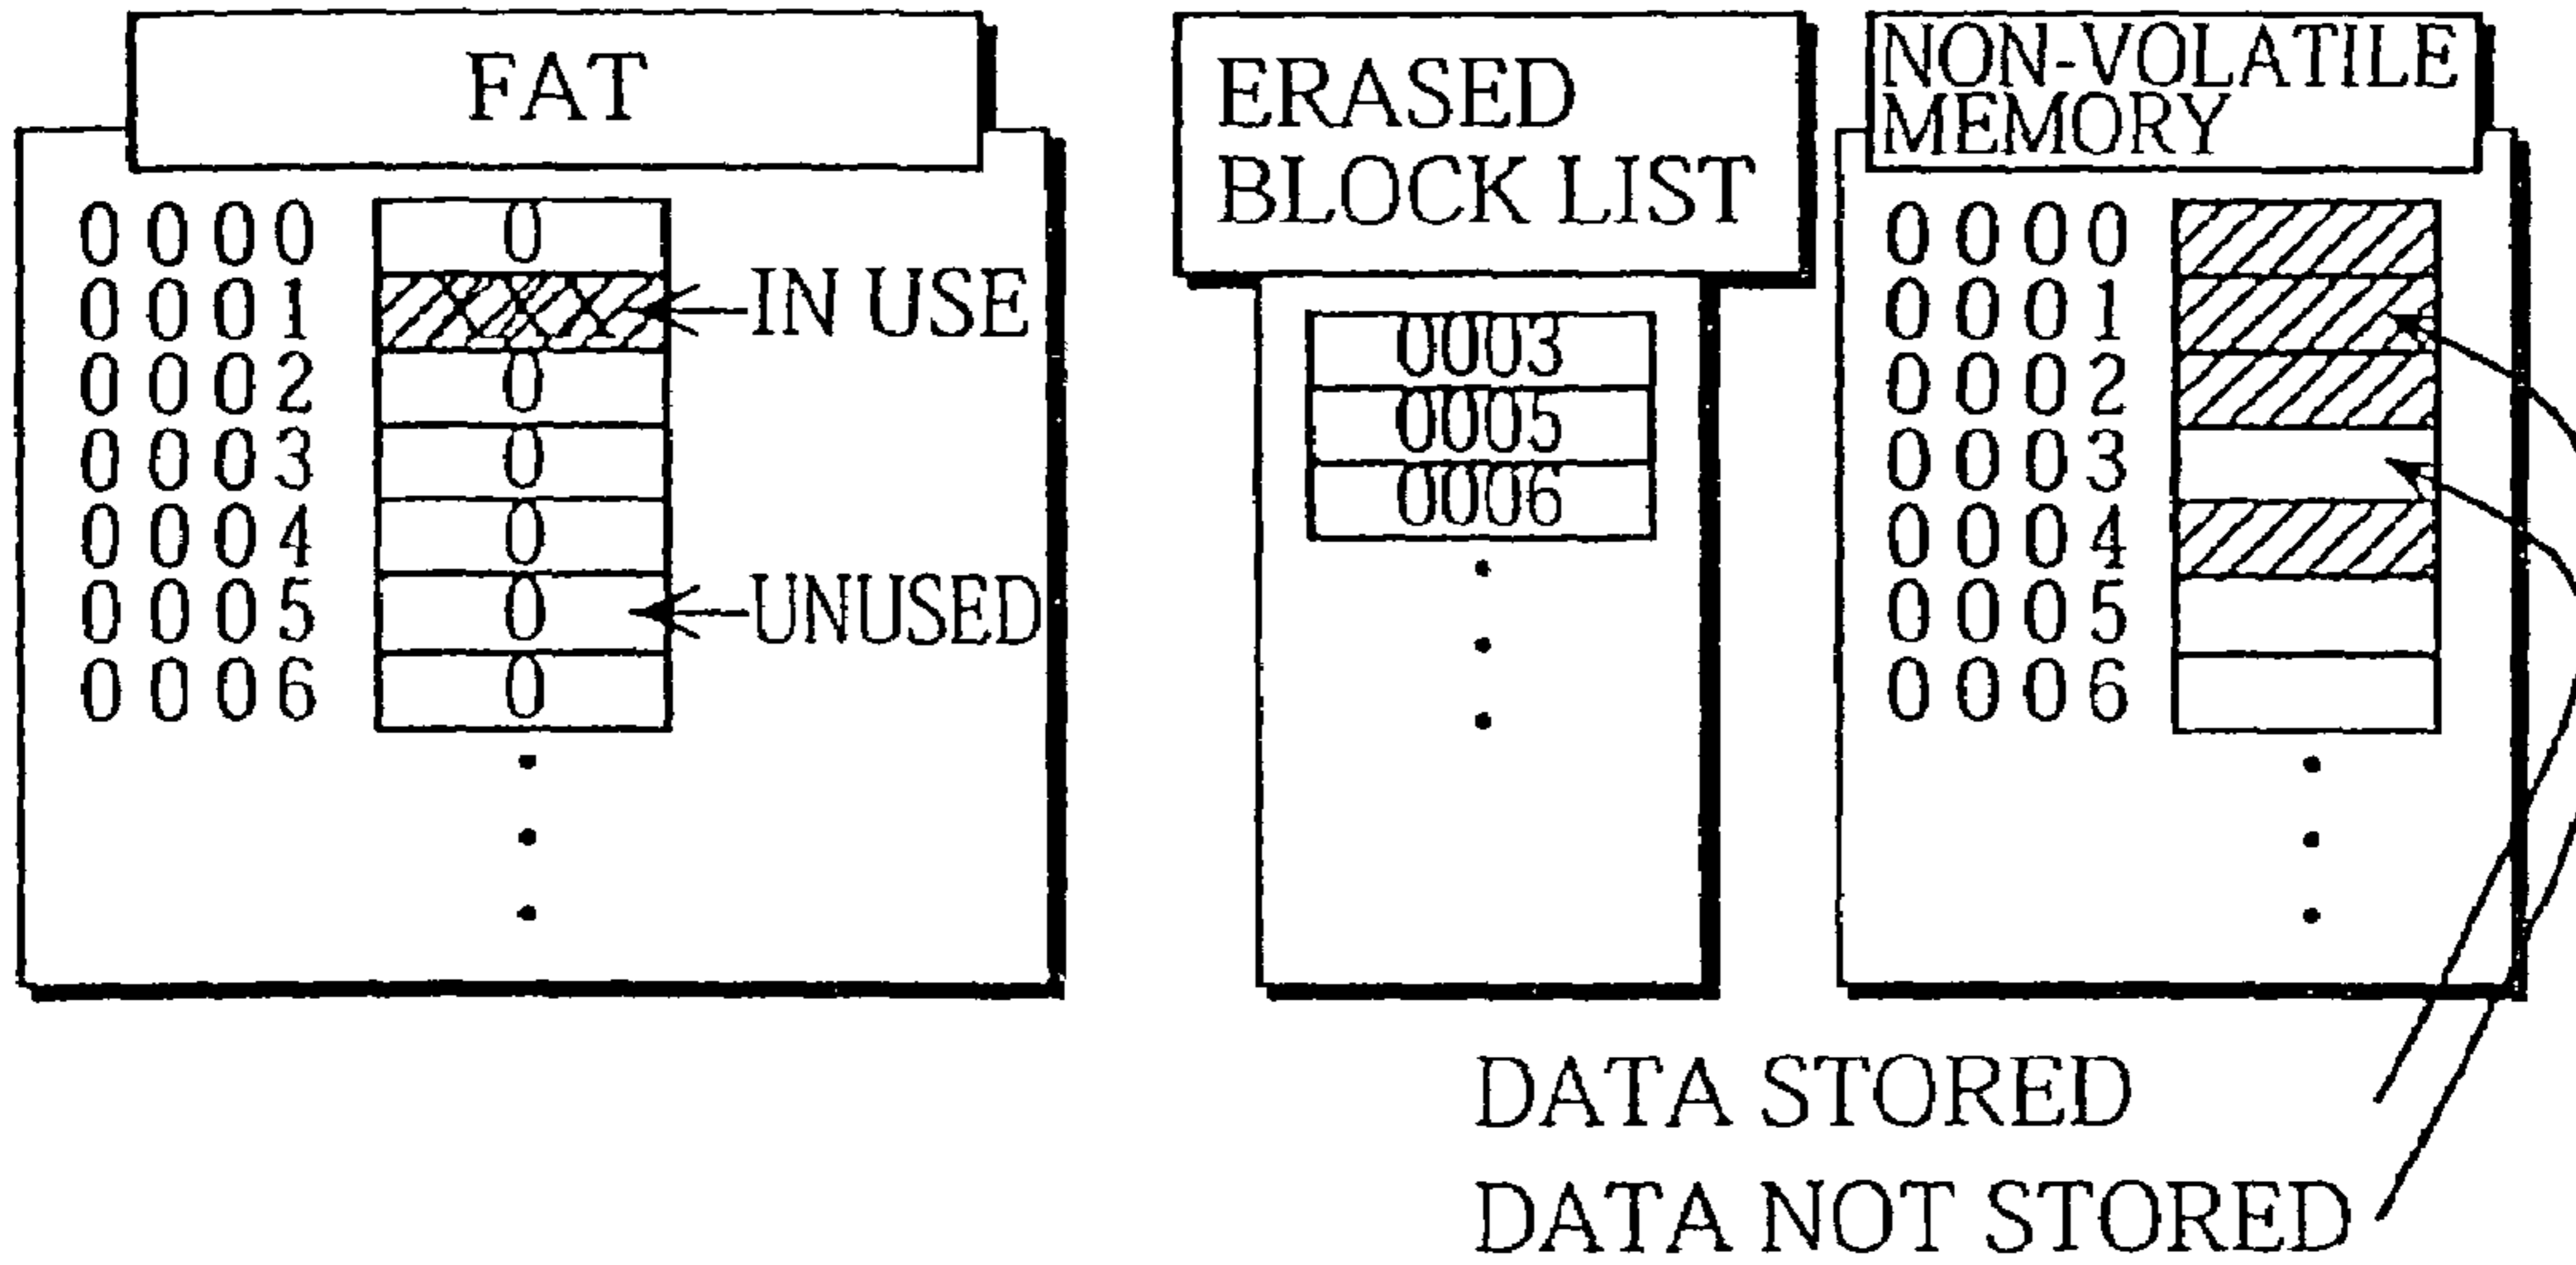 FAT
0000 0
0001 XXX
0002 0
0003 0
0004 0
0005 0
0006 0
IN USE
UNUSED
ERASED
BLOCK LIST
0003
0005
0006
NON-VOLATILE
MEMORY
0000
0001
0002
0003
0004
0005
0006
DATA STORED
DATA NOT STORED